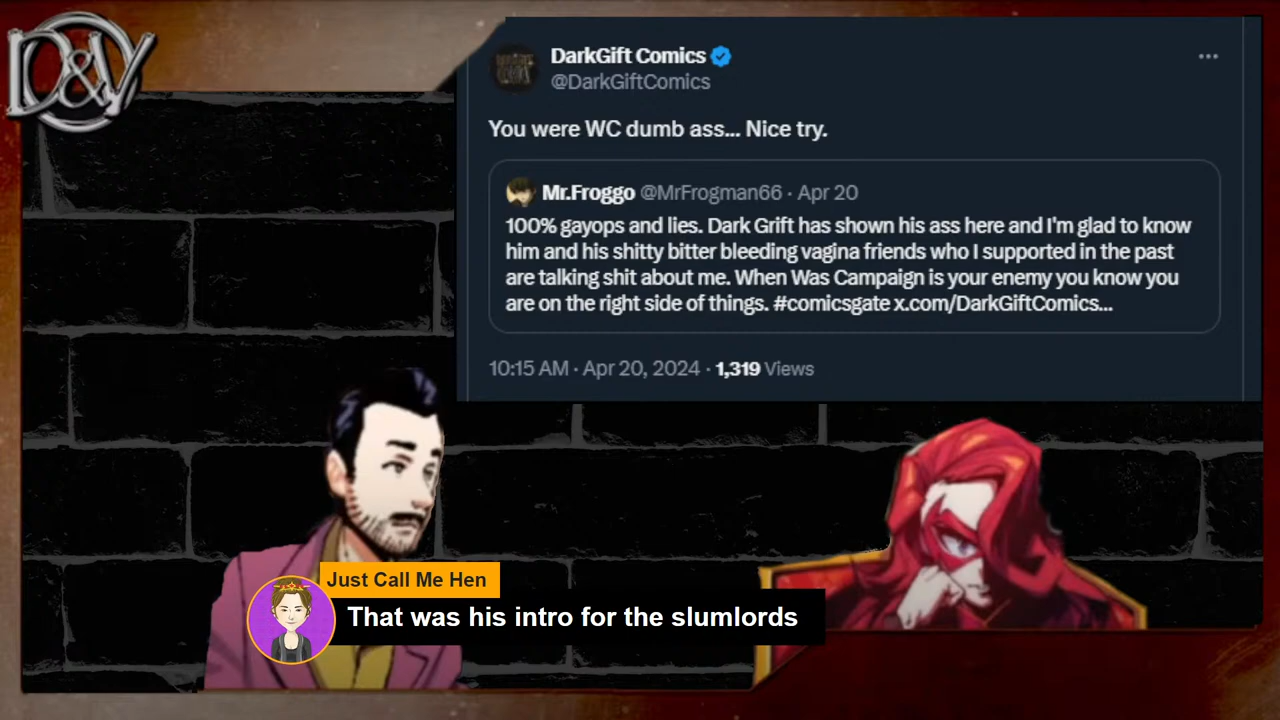 D&Y
DarkGift Comics
@DarkGiftComics
You were WC dumb ass... Nice try.
Mr.Froggo @MrFrogman66 · Apr 20
100% gayops and lies. Dark Grift has shown his ass here and I'm glad to know
him and his shitty bitter bleeding vagina friends who I supported in the past
are talking shit about me. When Was Campaign is your enemy you know you
are on the right side of things. #comicsgate x.com/DarkGiftComics...
10:15 AM · Apr 20, 2024 · 1,319 Views
Just Call Me Hen
That was his intro for the slumlords